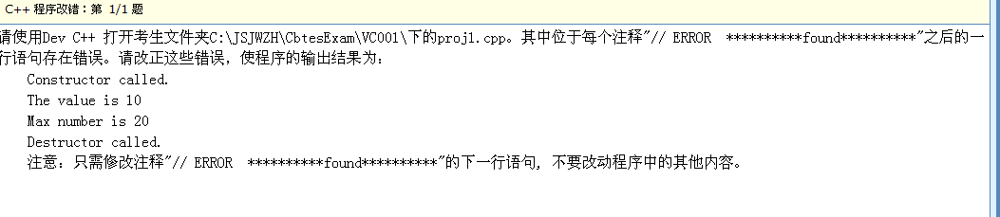 C++ 程序改错：第 1/1 题
请使用Dev C++ 打开考生文件夹C:\JSJWZH\CbtesExam\VC001\下的proj1.cpp。其中位于每个注释"// ERROR  **********found**********"之后的一
行语句存在错误。请改正这些错误，使程序的输出结果为：
Constructor called.
The value is 10
Max number is 20
Destructor called.
注意：只需修改注释"// ERROR  **********found**********"的下一行语句，不要改动程序中的其他内容。